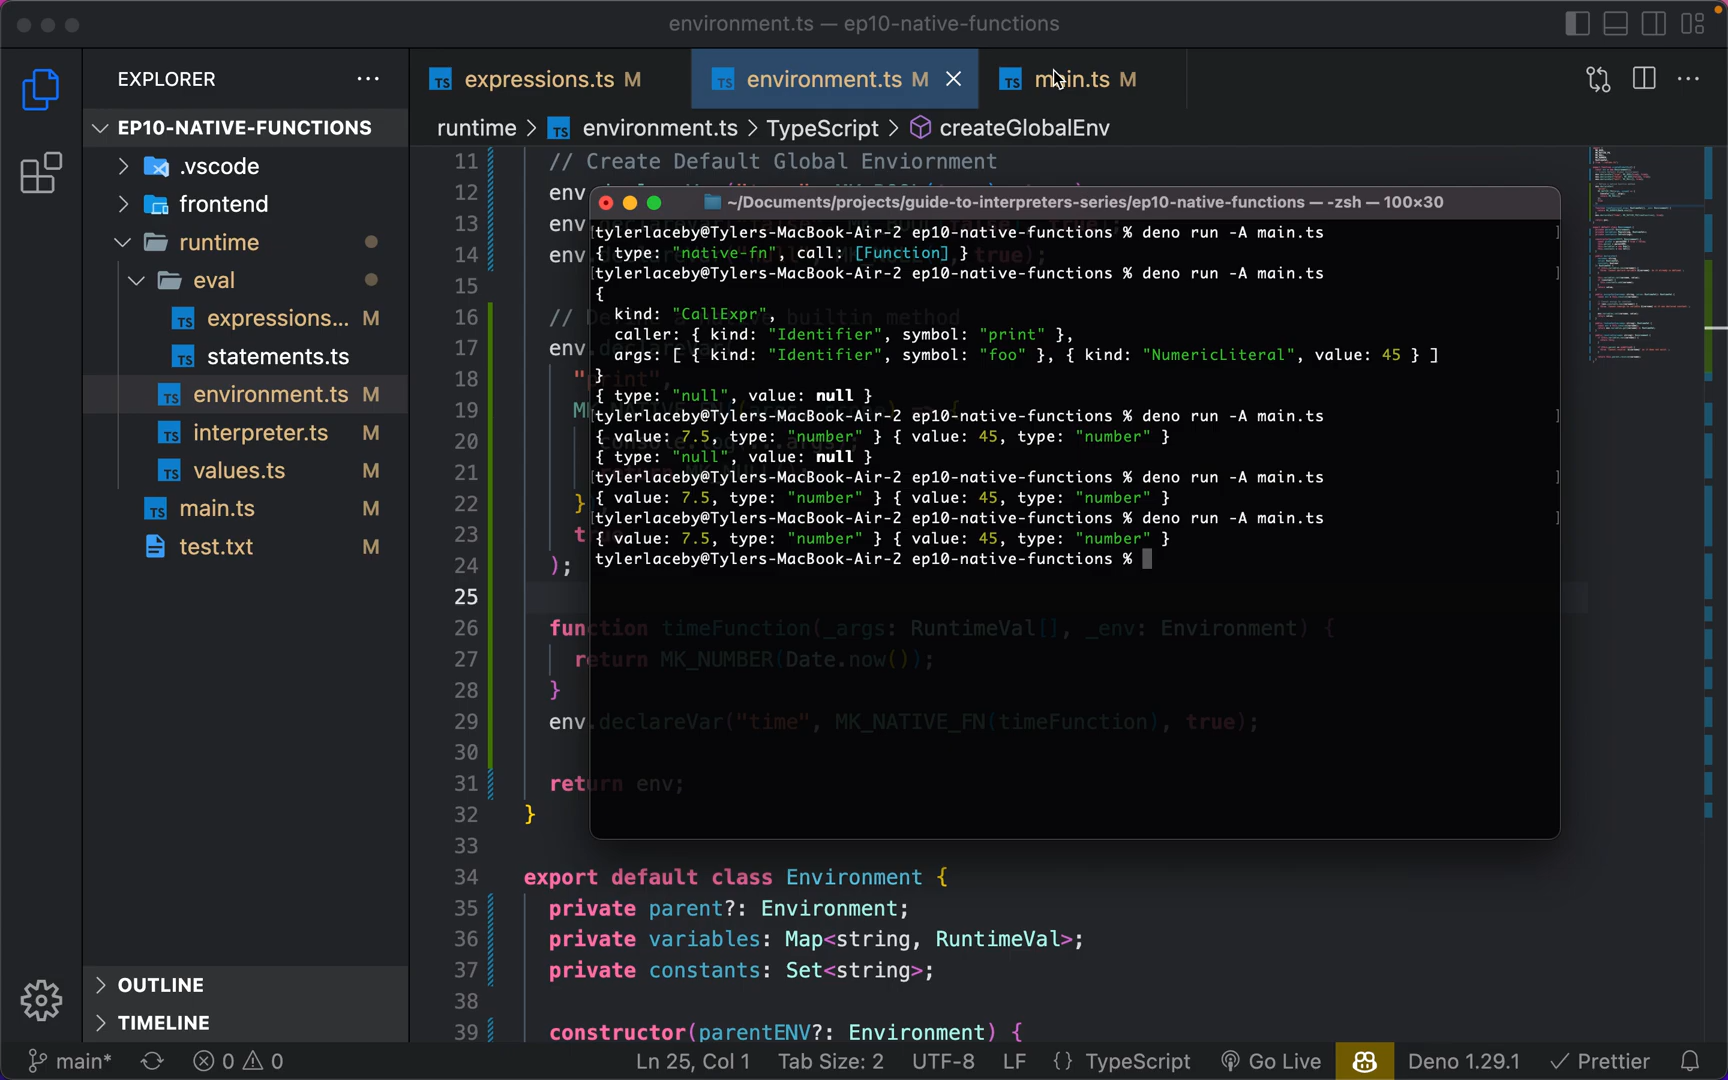 environment.ts — ep10-native-functions
EXPLORER
EP10-NATIVE-FUNCTIONS
.vscode
frontend
runtime
eval
expressions... M
statements.ts
environment.ts M
interpreter.ts M
values.ts M
main.ts M
test.txt M
OUTLINE
TIMELINE
expressions.ts M
environment.ts M
main.ts M
runtime > environment.ts > TypeScript > createGlobalEnv
11 // Create Default Global Enviornment
12 env
13 env
14 env
15
16 //
17 env
18 "print",
19
20
21
22 }
23
24 );
25
26 function timeFunction(_args: RuntimeVal[], _env: Environment) {
27 return MK_NUMBER(Date.now());
28 }
29 env.declareVar("time", MK_NATIVE_FN(timeFunction), true);
30
31 return env;
32 }
33
34 export default class Environment {
35 private parent?: Environment;
36 private variables: Map<string, RuntimeVal>;
37 private constants: Set<string>;
38
39 constructor(parentENV?: Environment) {
~/Documents/projects/guide-to-interpreters-series/ep10-native-functions — -zsh — 100×30
[tylerlaceby@Tylers-MacBook-Air-2 ep10-native-functions % deno run -A main.ts ]
{ type: "native-fn", call: [Function] }
[tylerlaceby@Tylers-MacBook-Air-2 ep10-native-functions % deno run -A main.ts ]
{
kind: "CallExpr",
caller: { kind: "Identifier", symbol: "print" },
args: [ { kind: "Identifier", symbol: "foo" }, { kind: "NumericLiteral", value: 45 } ]
}
{ type: "null", value: null }
[tylerlaceby@Tylers-MacBook-Air-2 ep10-native-functions % deno run -A main.ts ]
{ value: 7.5, type: "number" } { value: 45, type: "number" }
{ type: "null", value: null }
[tylerlaceby@Tylers-MacBook-Air-2 ep10-native-functions % deno run -A main.ts ]
{ value: 7.5, type: "number" } { value: 45, type: "number" }
[tylerlaceby@Tylers-MacBook-Air-2 ep10-native-functions % deno run -A main.ts ]
{ value: 7.5, type: "number" } { value: 45, type: "number" }
tylerlaceby@Tylers-MacBook-Air-2 ep10-native-functions %
main* 0 0 Ln 25, Col 1 Tab Size: 2 UTF-8 LF {} TypeScript Go Live Deno 1.29.1 Prettier